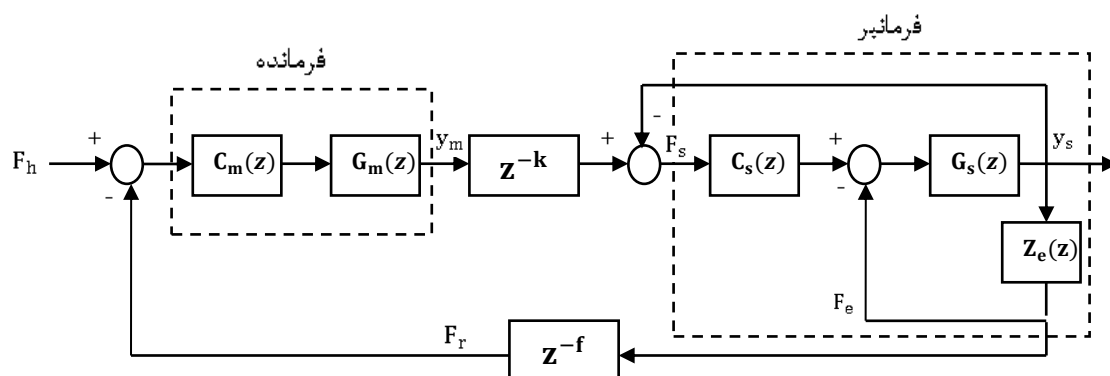 فرمانبر
فرمانده
F_h
+
-
C_m(z)
G_m(z)
y_m
z^{-k}
+
-
F_s
C_s(z)
+
-
G_s(z)
y_s
Z_e(z)
F_e
F_r
z^{-f}